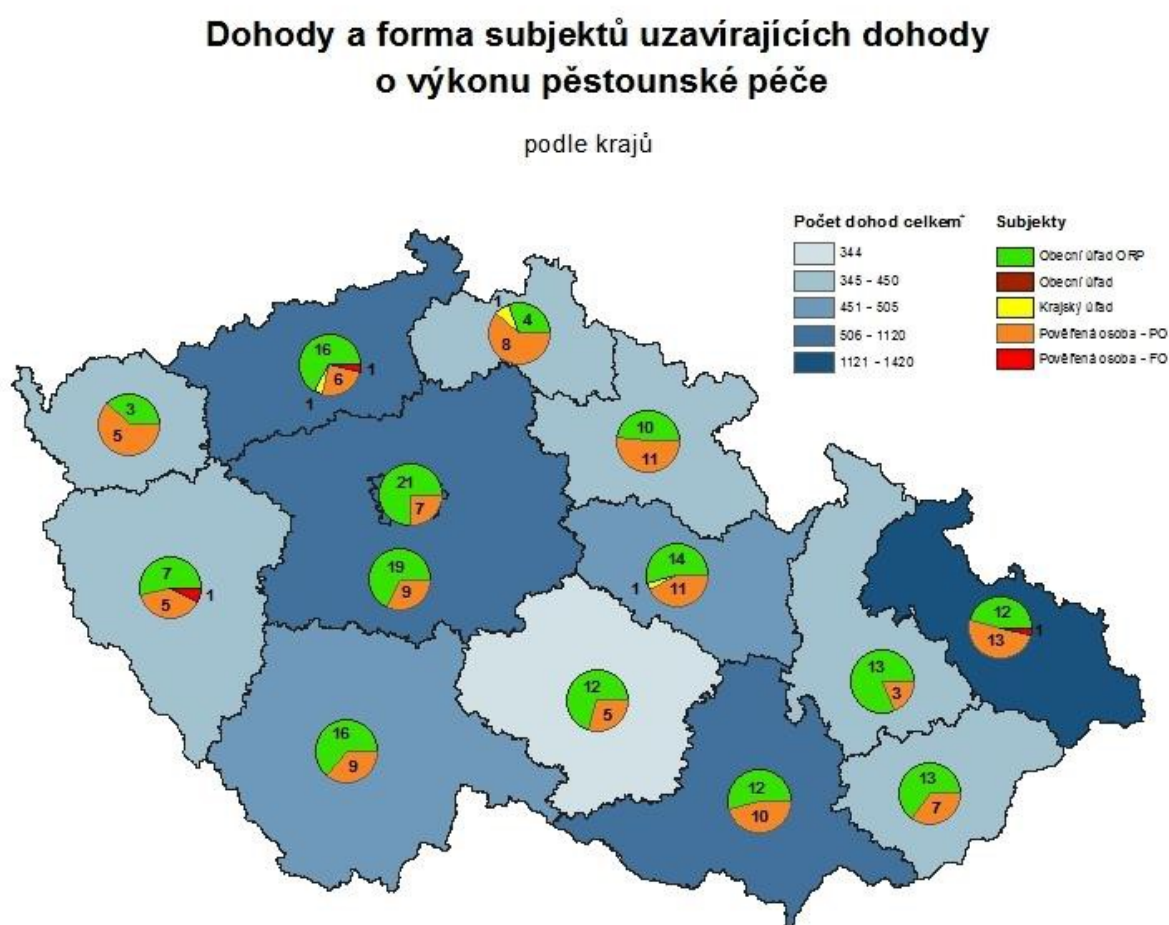 Dohody a forma subjektů uzavírajících dohody
o výkonu pěstounské péče
podle krajů
Počet dohod celkem*
344
345 - 450
451 - 505
506 - 1120
1121 - 1420
Subjekty
Obecní úřad ORP
Obecní úřad
Krajský úřad
Pověřená osoba - PO
Pověřená osoba - FO
1
4
8
16
1
6
1
3
5
10
11
21
7
19
9
14
1
11
7
5
1
12
13
1
13
3
12
5
16
9
12
10
13
7